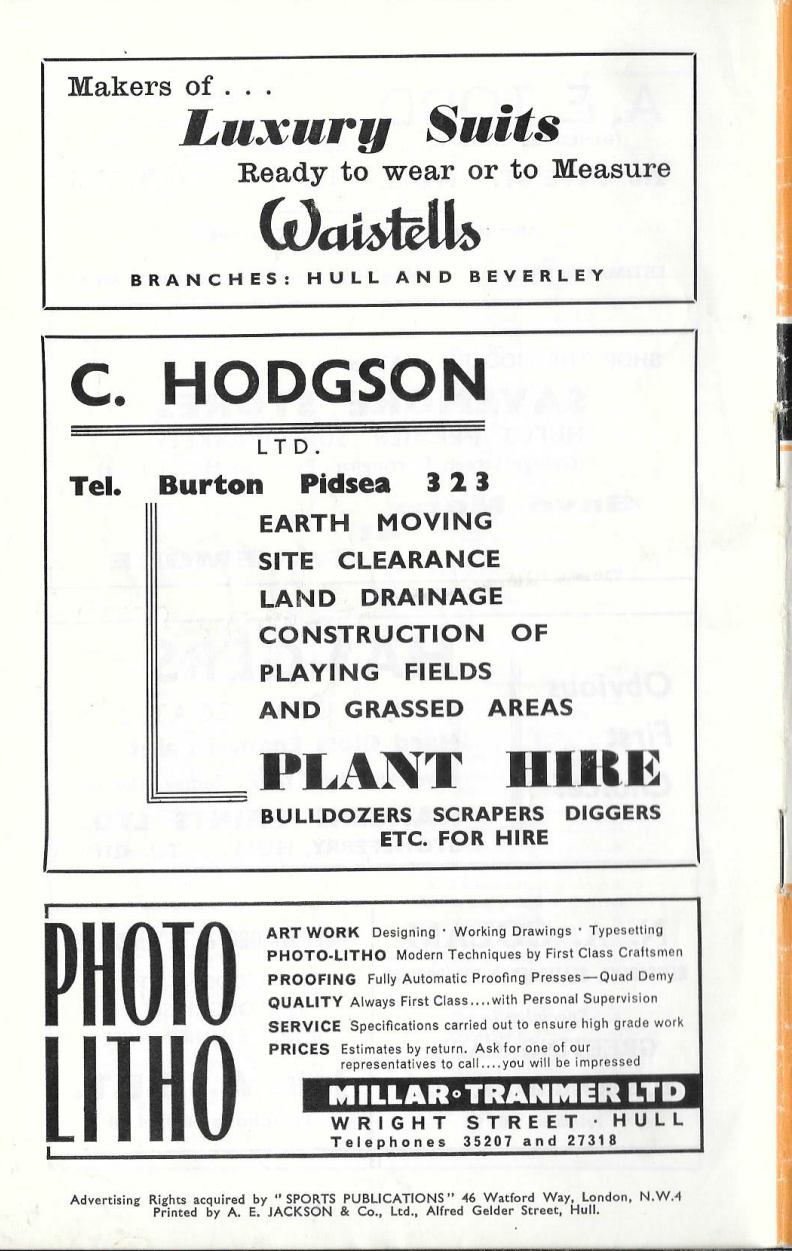 Makers of . . .
Luxury Suits
Ready to wear or to Measure
Waistells
BRANCHES: HULL AND BEVERLEY
C. HODGSON
LTD.
Tel. Burton Pidsea 323
EARTH MOVING
SITE CLEARANCE
LAND DRAINAGE
CONSTRUCTION OF
PLAYING FIELDS
AND GRASSED AREAS
PLANT HIRE
BULLDOZERS SCRAPERS DIGGERS
ETC. FOR HIRE
PHOTO
LITHO
ART WORK Designing · Working Drawings · Typesetting
PHOTO-LITHO Modern Techniques by First Class Craftsmen
PROOFING Fully Automatic Proofing Presses—Quad Demy
QUALITY Always First Class....with Personal Supervision
SERVICE Specifications carried out to ensure high grade work
PRICES Estimates by return. Ask for one of our
representatives to call....you will be impressed
MILLAR·TRANMER LTD
WRIGHT STREET · HULL
Telephones 35207 and 27318
Advertising Rights acquired by "SPORTS PUBLICATIONS" 46 Watford Way, London, N.W.4
Printed by A. E. JACKSON & Co., Ltd., Alfred Gelder Street, Hull.